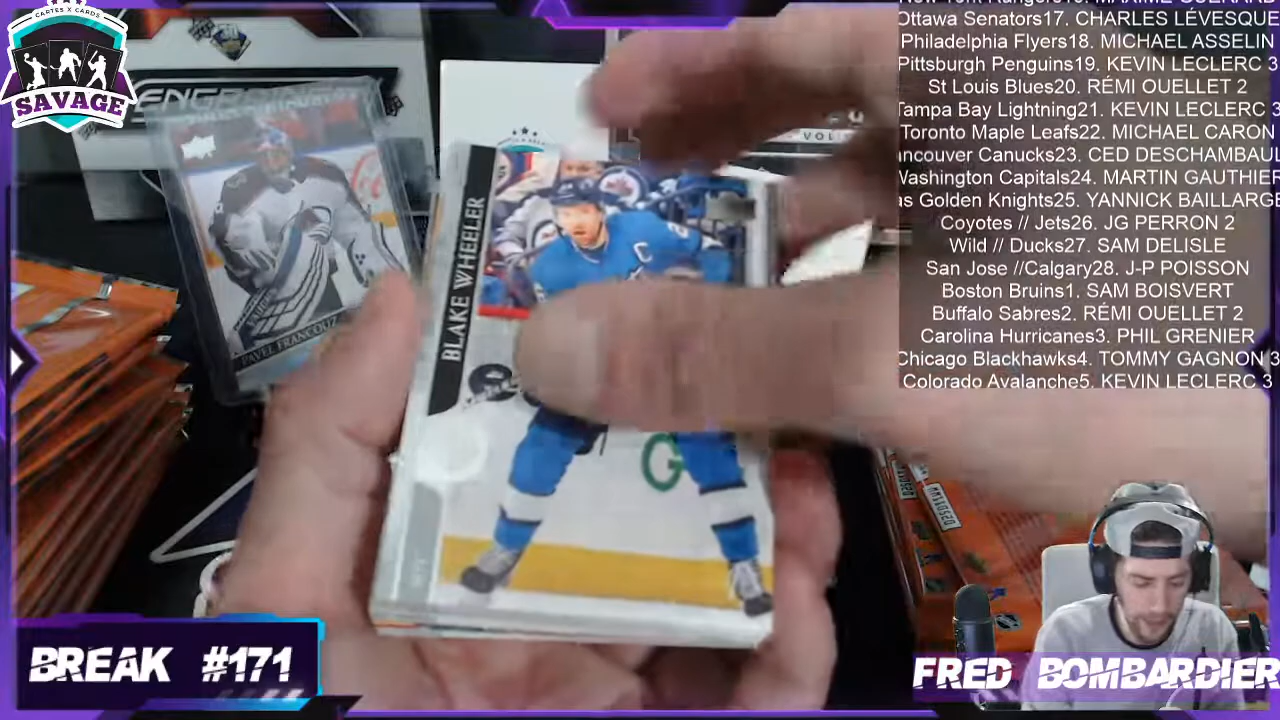 CARTES X CARDS
SAVAGE
PAVEL FRANCOUZ
BLAKE WHEELER
C
G
VOL
Ottawa Senators17. CHARLES LÉVESQUE
Philadelphia Flyers18. MICHAEL ASSELIN
Pittsburgh Penguins19. KEVIN LECLERC 3
St Louis Blues20. RÉMI OUELLET 2
Tampa Bay Lightning21. KEVIN LECLERC 3
Toronto Maple Leafs22. MICHAEL CARON
ancouver Canucks23. CED DESCHAMBAUL
Washington Capitals24. MARTIN GAUTHIER
as Golden Knights25. YANNICK BAILLARGE
Coyotes // Jets26. JG PERRON 2
Wild // Ducks27. SAM DELISLE
San Jose //Calgary28. J-P POISSON
Boston Bruins1. SAM BOISVERT
Buffalo Sabres2. RÉMI OUELLET 2
Carolina Hurricanes3. PHIL GRENIER
Chicago Blackhawks4. TOMMY GAGNON 3
Colorado Avalanche5. KEVIN LECLERC 3
BREAK #171
FRED BOMBARDIER